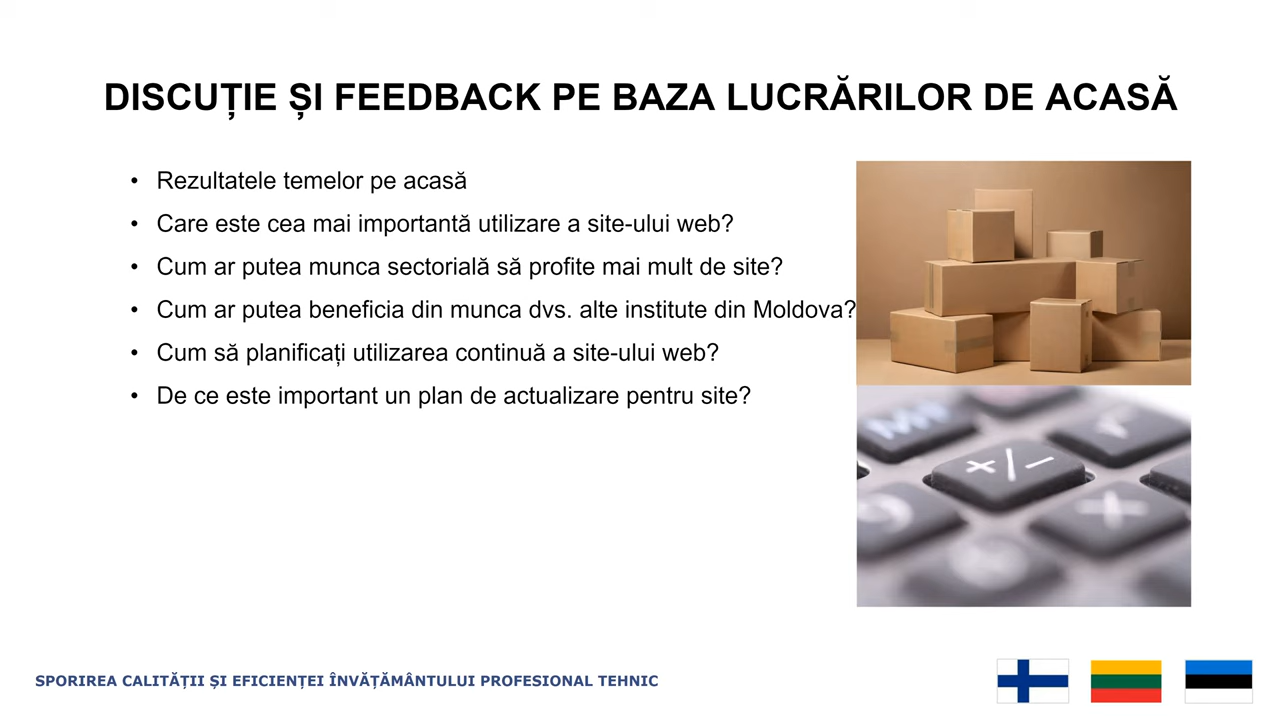 DISCUȚIE ȘI FEEDBACK PE BAZA LUCRĂRILOR DE ACASĂ
• Rezultatele temelor pe acasă
• Care este cea mai importantă utilizare a site-ului web?
• Cum ar putea munca sectorială să profite mai mult de site?
• Cum ar putea beneficia din munca dvs. alte institute din Moldova?
• Cum să planificați utilizarea continuă a site-ului web?
• De ce este important un plan de actualizare pentru site?
+/−
SPORIREA CALITĂȚII ȘI EFICIENȚEI ÎNVĂȚĂMÂNTULUI PROFESIONAL TEHNIC